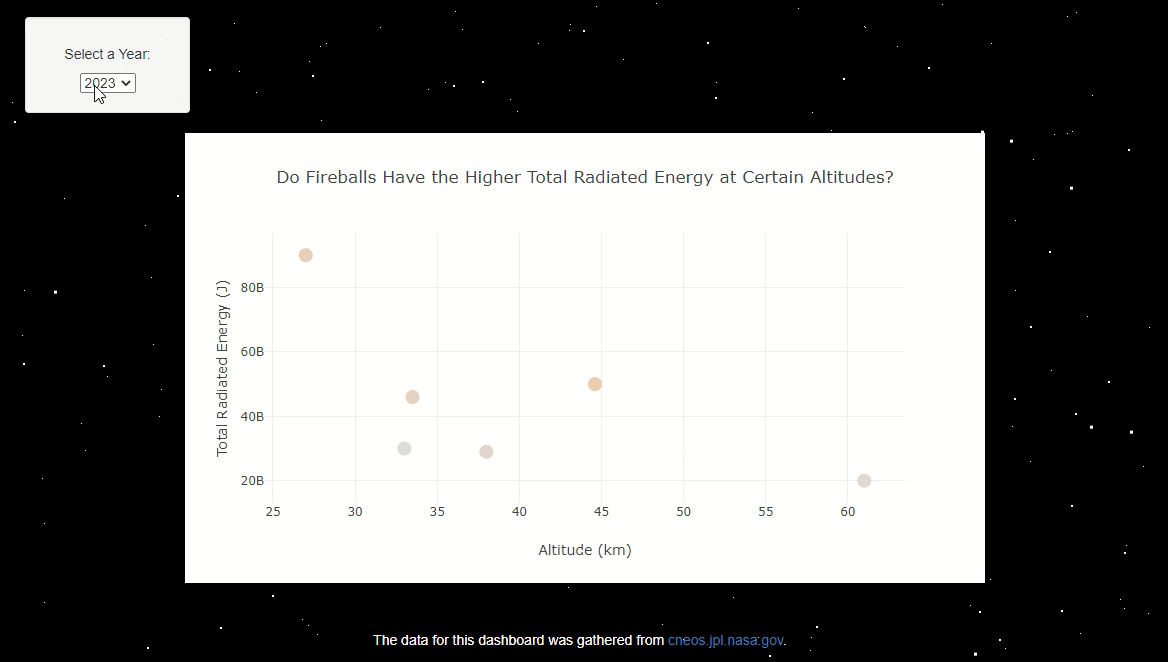 Select a Year:
2023
Do Fireballs Have the Higher Total Radiated Energy at Certain Altitudes?
Total Radiated Energy (J)
80B
60B
40B
20B
25 30 35 40 45 50 55 60
Altitude (km)
The data for this dashboard was gathered from cneos.jpl.nasa.gov.